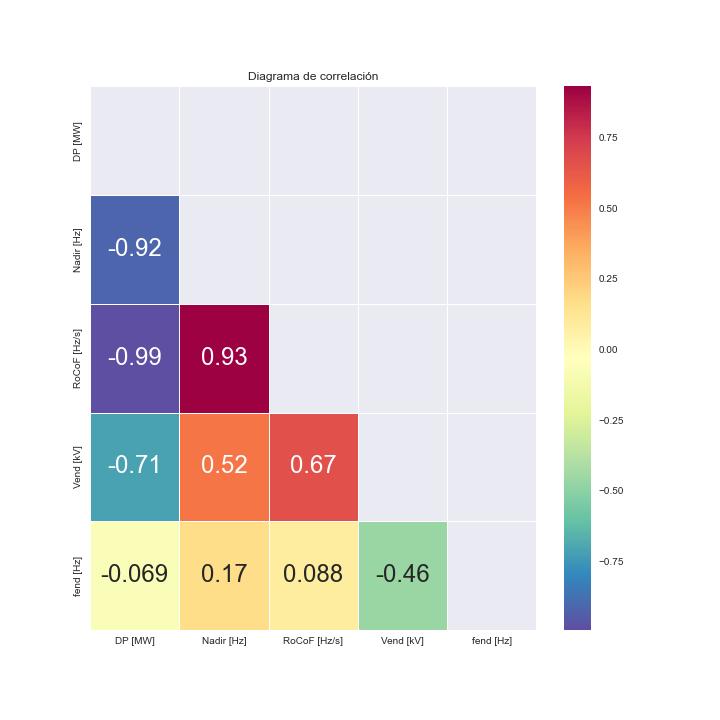 Diagrama de correlación
DP [MW]
Nadir [Hz]
-0.92
RoCoF [Hz/s]
-0.99 0.93
Vend [kV]
-0.71 0.52 0.67
fend [Hz]
-0.069 0.17 0.088 -0.46
DP [MW] Nadir [Hz] RoCoF [Hz/s] Vend [kV] fend [Hz]
0.75
0.50
0.25
0.00
−0.25
−0.50
−0.75